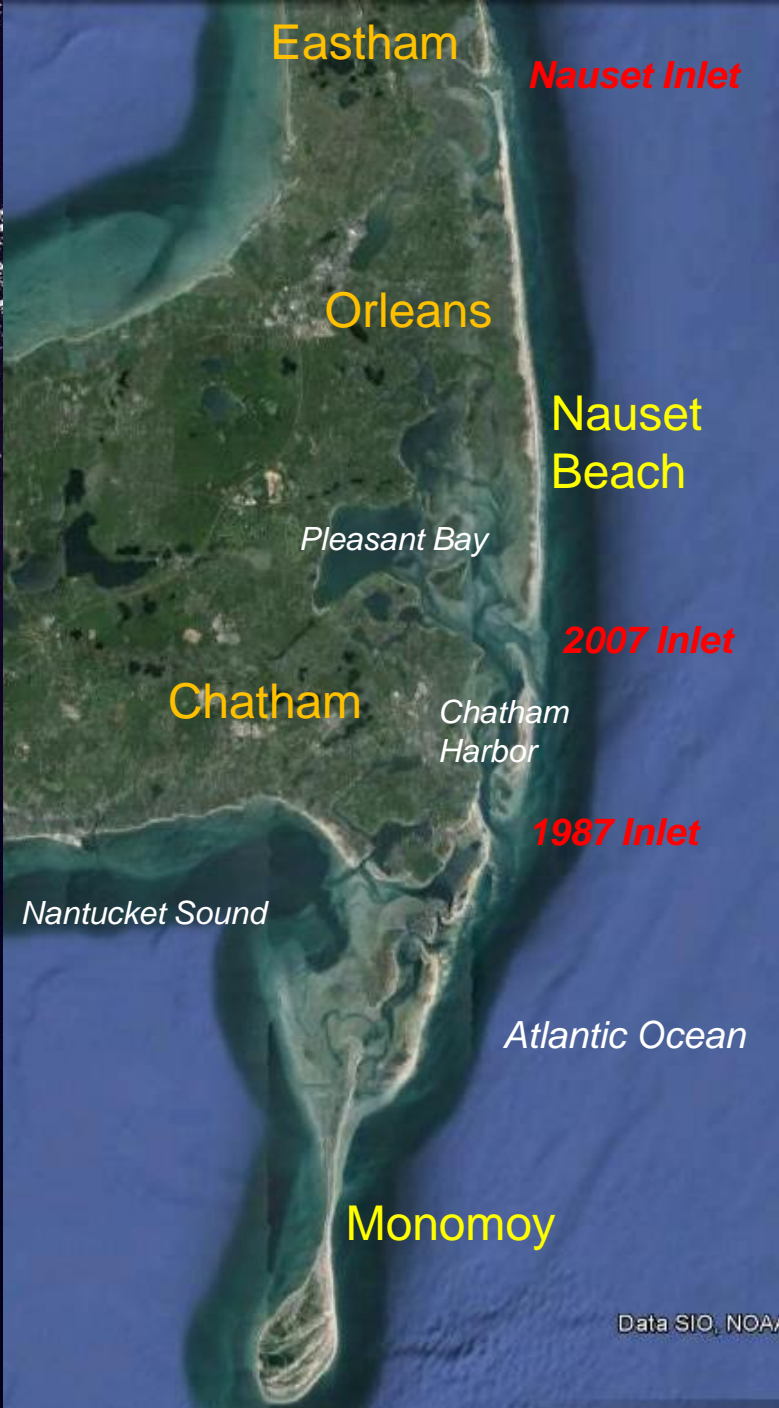 Eastham
Nauset Inlet
Orleans
Nauset
Beach
Pleasant Bay
2007 Inlet
Chatham
Chatham
Harbor
1987 Inlet
Nantucket Sound
Atlantic Ocean
Monomoy
Data SIO, NOAA